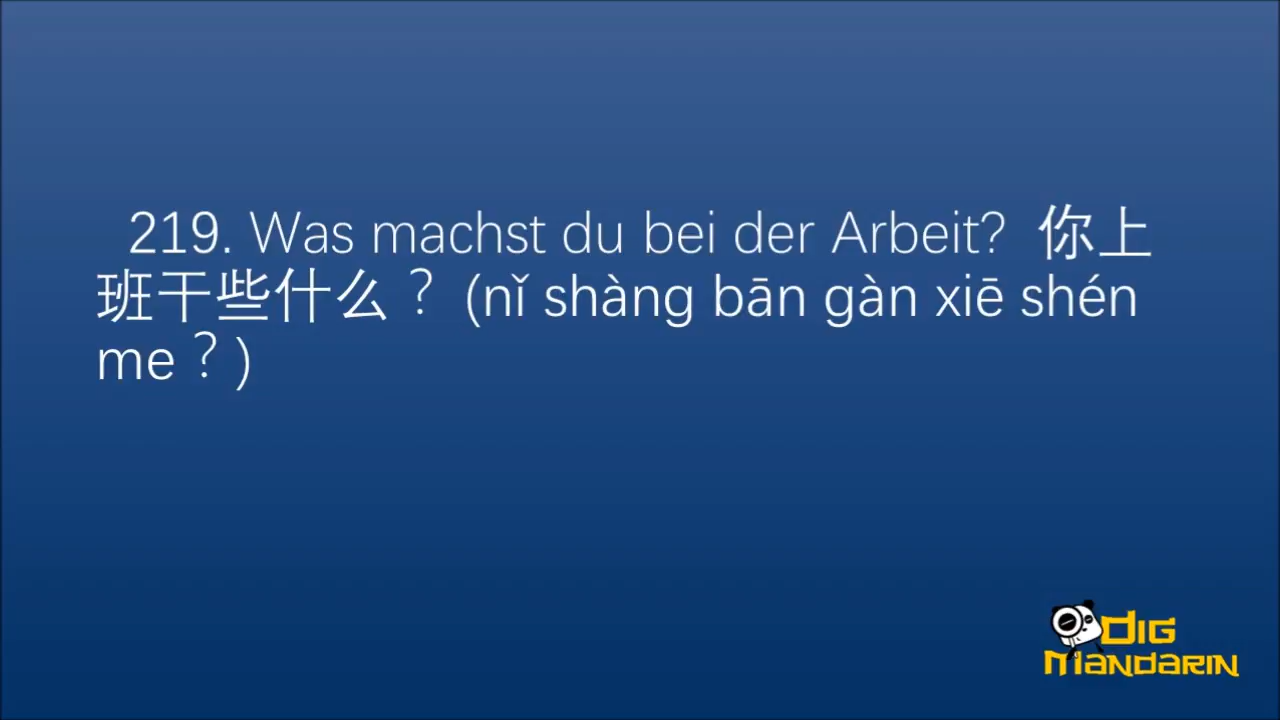 219. Was machst du bei der Arbeit? 你上
班干些什么？ (nǐ shàng bān gàn xiē shén
me？)
DIG
MANDARIN